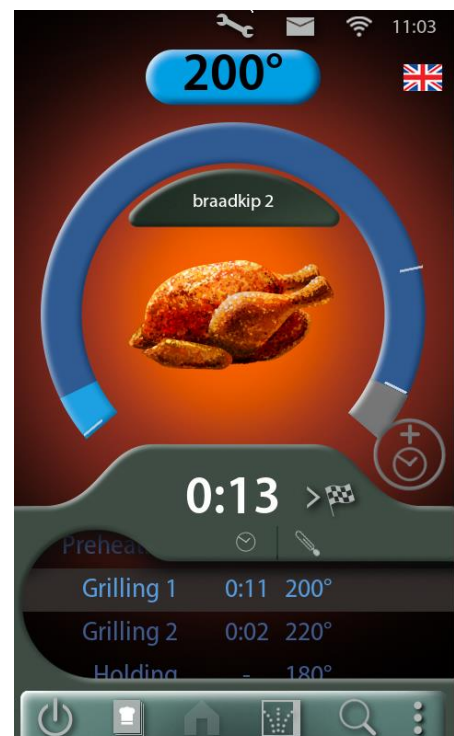 11:03
200°
braadkip 2
0:13 >
Preheat
Grilling 1 0:11 200°
Grilling 2 0:02 220°
Holding - 180°